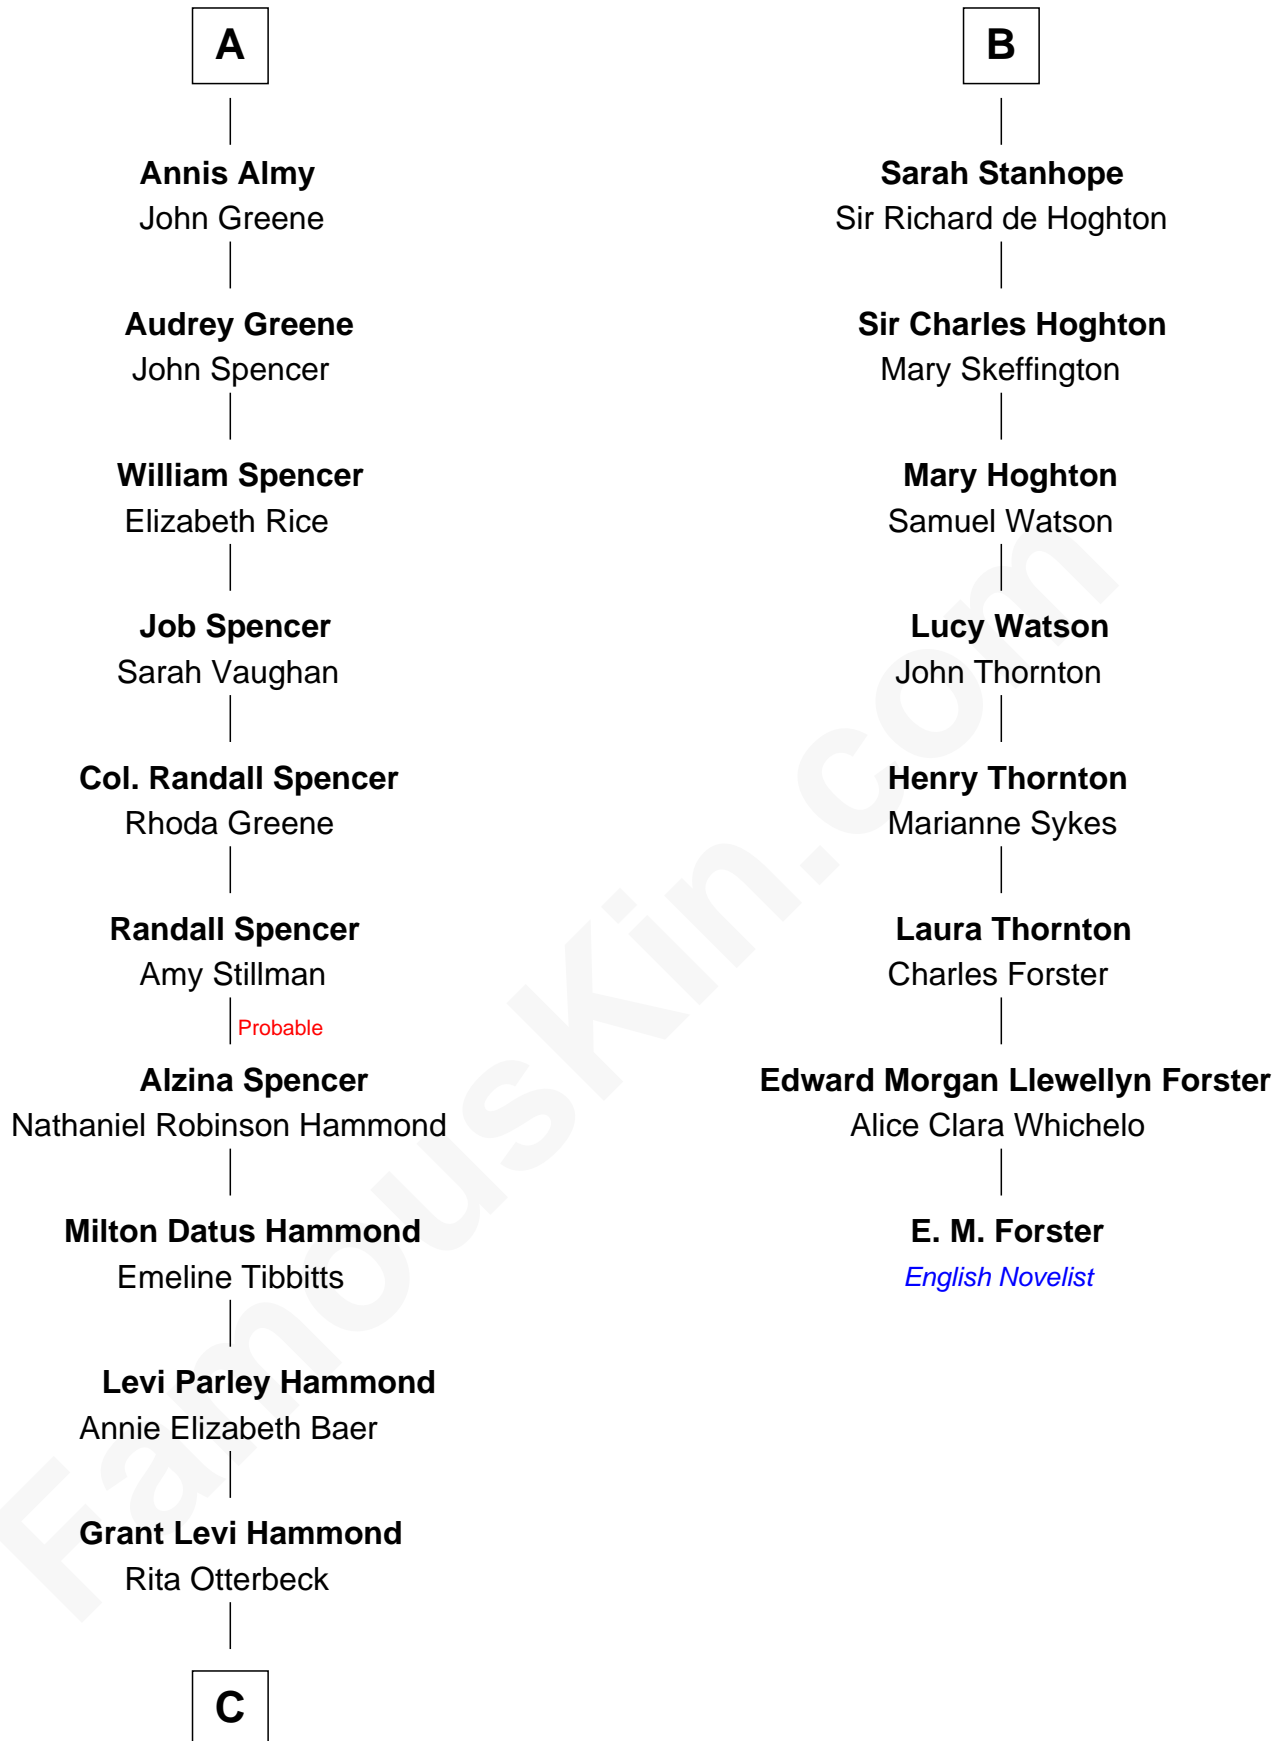 A
Annis Almy
John Greene
Audrey Greene
John Spencer
William Spencer
Elizabeth Rice
Job Spencer
Sarah Vaughan
Col. Randall Spencer
Rhoda Greene
Randall Spencer
Amy Stillman
Probable
Alzina Spencer
Nathaniel Robinson Hammond
Milton Datus Hammond
Emeline Tibbitts
Levi Parley Hammond
Annie Elizabeth Baer
Grant Levi Hammond
Rita Otterbeck
C
B
Sarah Stanhope
Sir Richard de Hoghton
Sir Charles Hoghton
Mary Skeffington
Mary Hoghton
Samuel Watson
Lucy Watson
John Thornton
Henry Thornton
Marianne Sykes
Laura Thornton
Charles Forster
Edward Morgan Llewellyn Forster
Alice Clara Whichelo
E. M. Forster
English Novelist
FamousKin.com